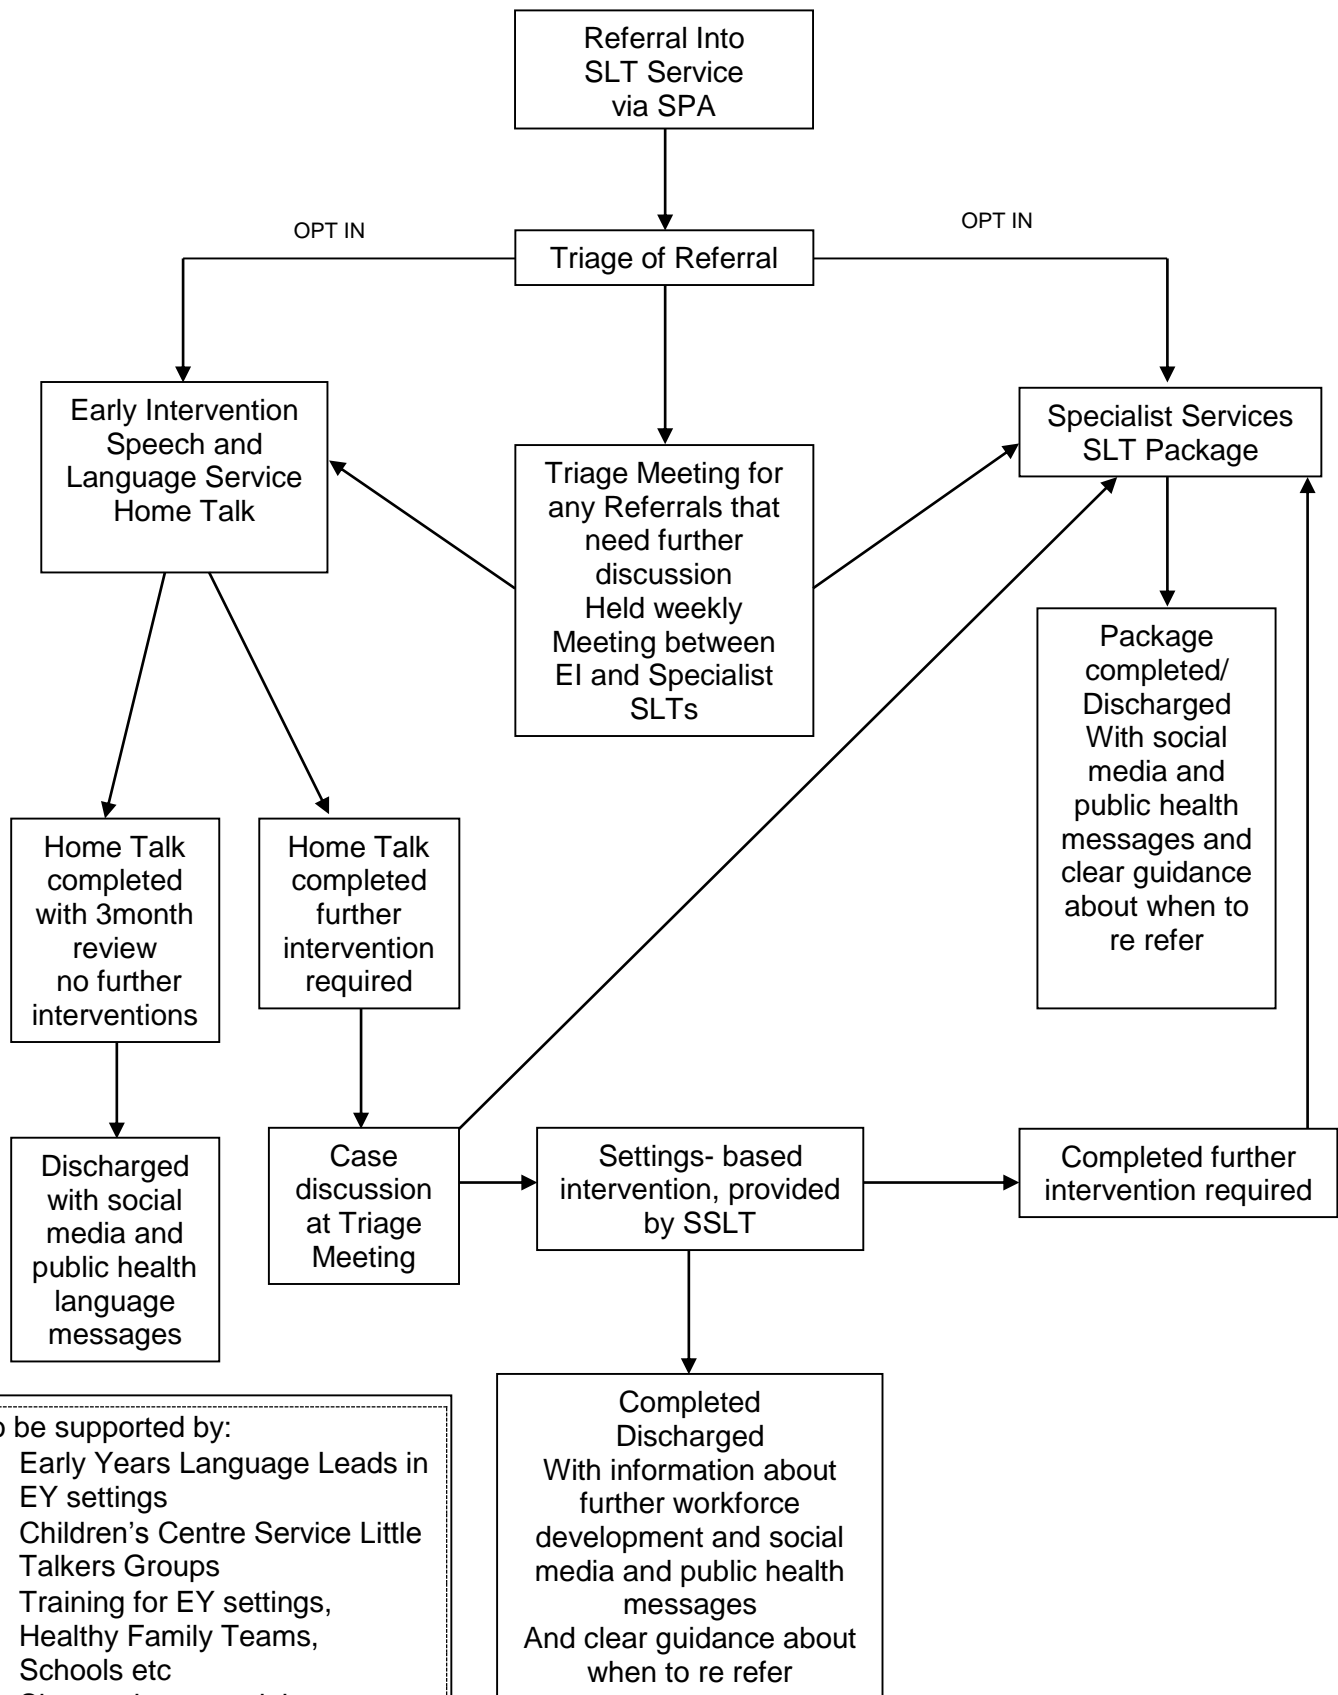 Referral Into
SLT Service
via SPA
OPT IN
OPT IN
Triage of Referral
Early Intervention
Speech and
Language Service
Home Talk
Triage Meeting for
any Referrals that
need further
discussion
Held weekly
Meeting between
EI and Specialist
SLTs
Specialist Services
SLT Package
Package
completed/
Discharged
With social
media and
public health
messages and
clear guidance
about when to
re refer
Home Talk
completed
with 3month
review
no further
interventions
Home Talk
completed
further
intervention
required
Discharged
with social
media and
public health
language
messages
Case
discussion
at Triage
Meeting
Settings- based
intervention, provided
by SSLT
Completed further
intervention required
Completed
Discharged
With information about
further workforce
development and social
media and public health
messages
And clear guidance about
when to re refer
be supported by:
Early Years Language Leads in
EY settings
Children's Centre Service Little
Talkers Groups
Training for EY settings,
Healthy Family Teams,
Schools etc